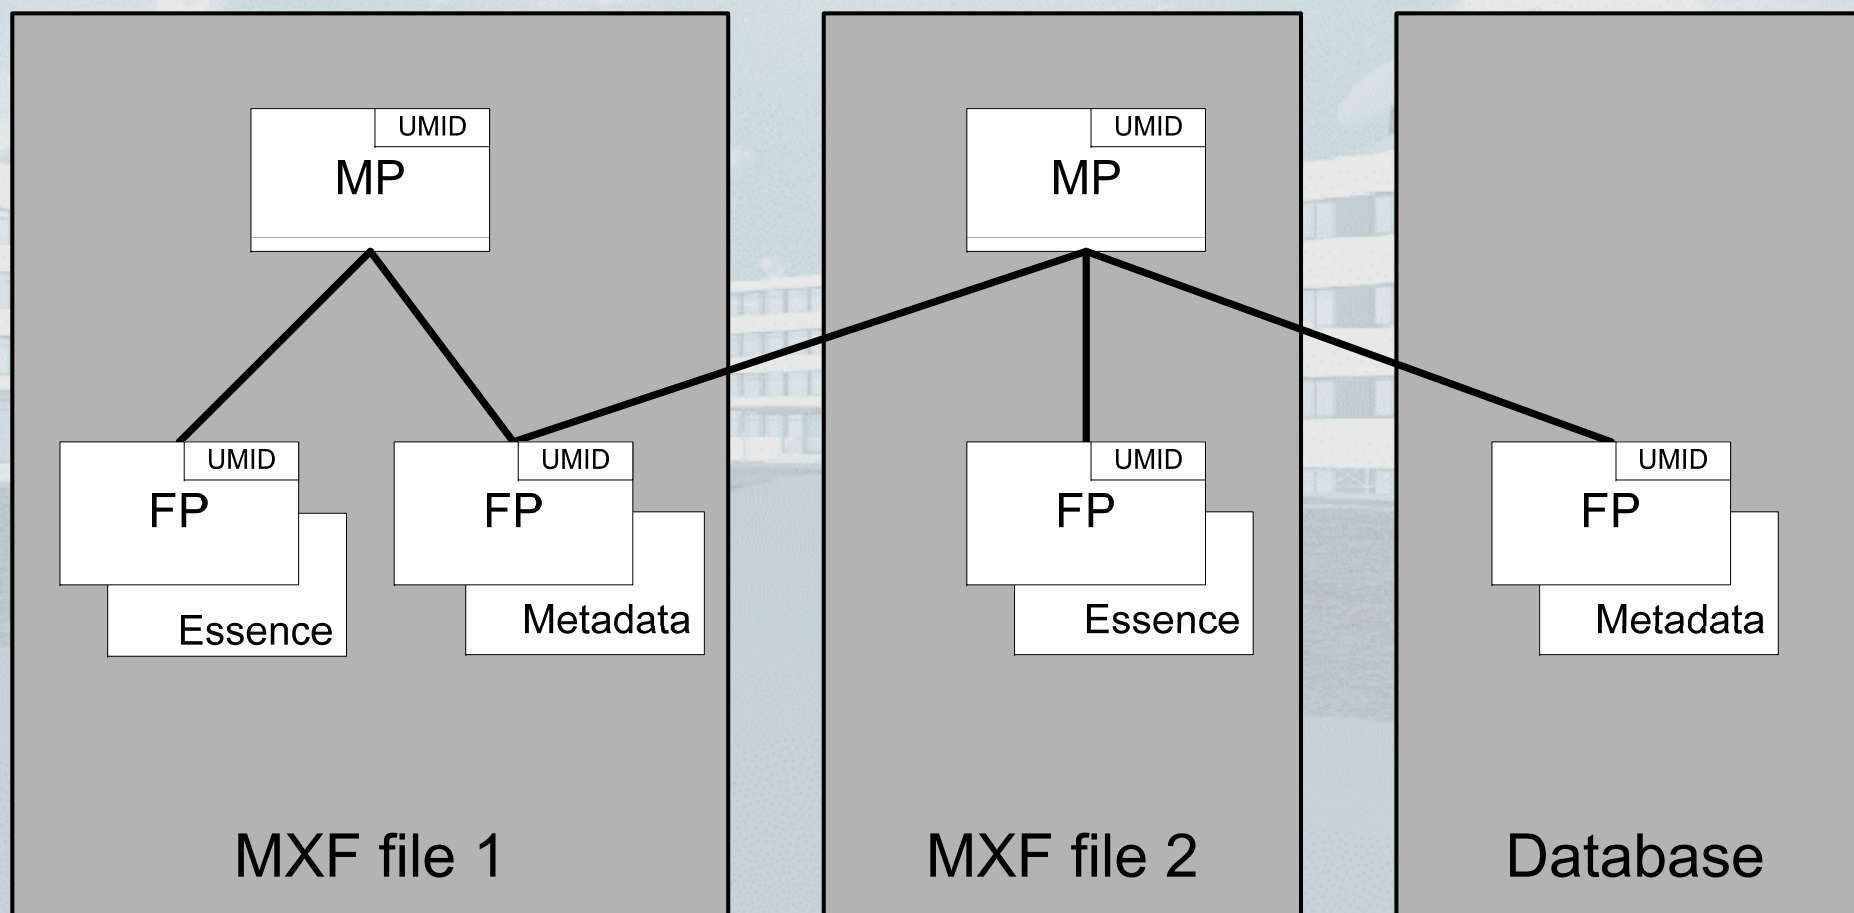 UMID
MP
UMID
MP
UMID
FP
Essence
UMID
FP
Metadata
UMID
FP
Essence
UMID
FP
Metadata
MXF file 1
MXF file 2
Database